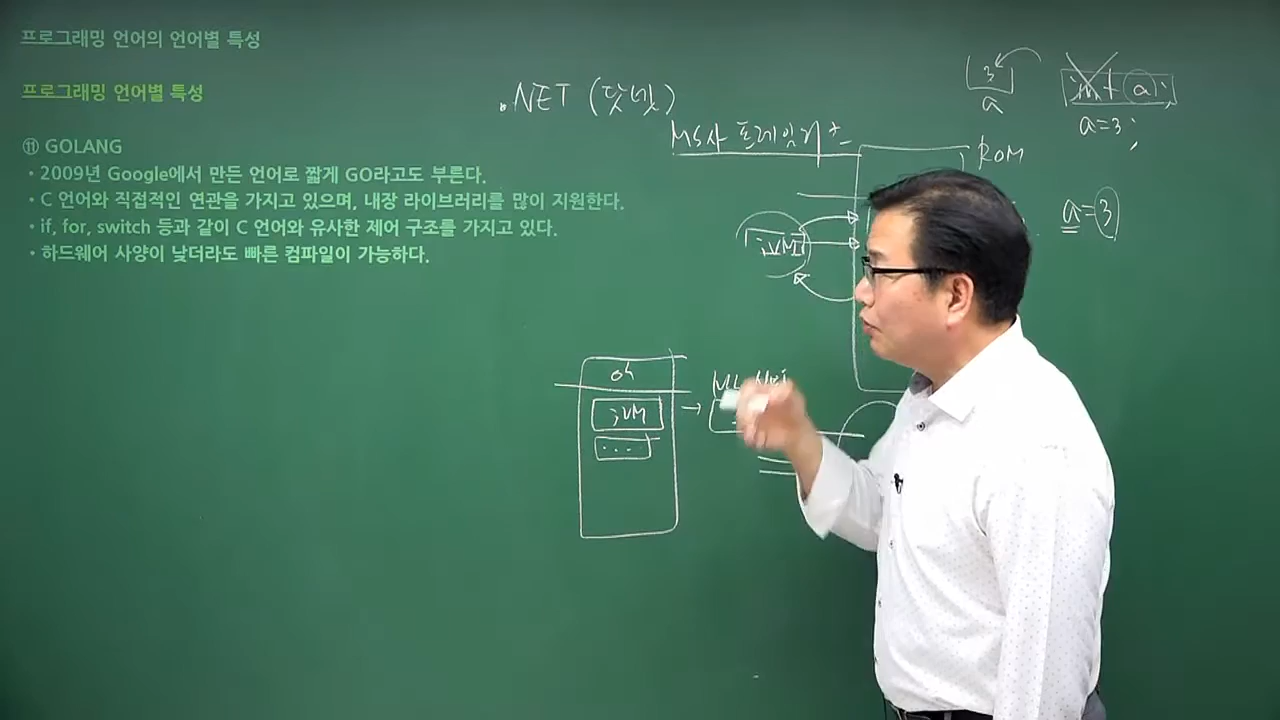 프로그래밍 언어의 언어별 특성
프로그래밍 언어별 특성
⑪ GOLANG
• 2009년 Google에서 만든 언어로 짧게 GO라고도 부른다.
• C 언어와 직접적인 연관을 가지고 있으며, 내장 라이브러리를 많이 지원한다.
• if, for, switch 등과 같이 C 언어와 유사한 제어 구조를 가지고 있다.
• 하드웨어 사양이 낮더라도 빠른 컴파일이 가능하다.
.NET (닷넷)
MS사 프레임워크
3
a
int a;
a=3;
ROM
a=3
JVM
OS
JVM
...